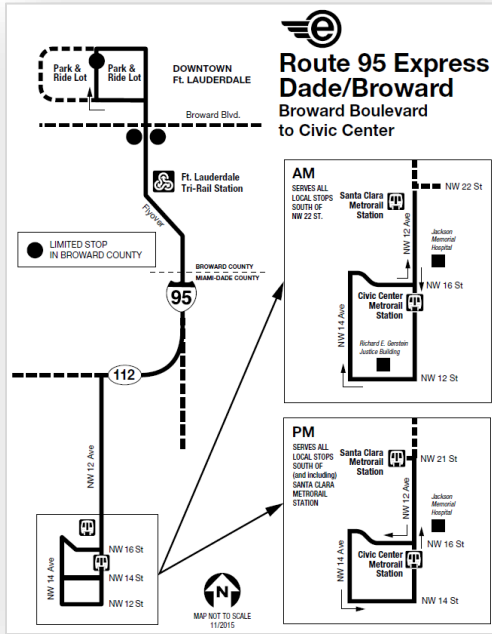 e
Route 95 Express
Dade/Broward
Broward Boulevard
to Civic Center
Park &
Ride Lot
Park &
Ride Lot
DOWNTOWN
Ft. LAUDERDALE
Broward Blvd.
Ft. Lauderdale
Tri-Rail Station
Flyover
LIMITED STOP
IN BROWARD COUNTY
BROWARD COUNTY
MIAMI-DADE COUNTY
95
112
NW 12 Ave
NW 16 St
NW 14 Ave
NW 14 St
NW 12 St
N
MAP NOT TO SCALE
11/2015
AM
SERVES ALL
LOCAL STOPS
SOUTH OF
NW 22 ST.
Santa Clara
Metrorail
Station
NW 22 St
NW 12 Ave
Jackson
Memorial
Hospital
NW 16 St
Civic Center
Metrorail
Station
NW 14 Ave
Richard E. Gerstein
Justice Building
NW 12 St
PM
SERVES ALL
LOCAL STOPS
SOUTH OF
(and including)
SANTA CLARA
METRORAIL
STATION
Santa Clara
Metrorail
Station
NW 21 St
NW 12 Ave
Jackson
Memorial
Hospital
NW 16 St
Civic Center
Metrorail
Station
NW 14 Ave
NW 14 St